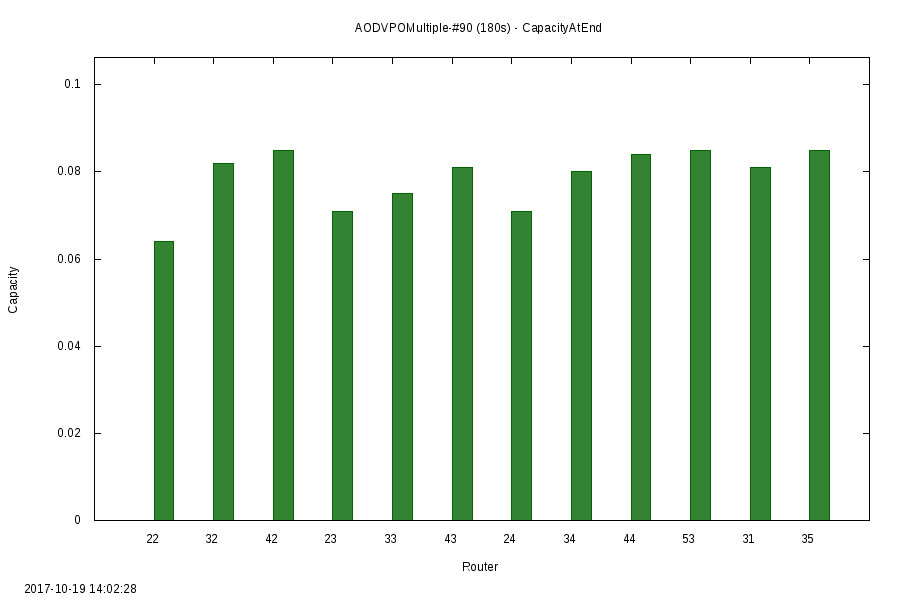 AODVPOMultiple-#90 (180s) - CapacityAtEnd
0.1
0.08
0.06
0.04
0.02
0
Capacity
22 32 42 23 33 43 24 34 44 53 31 35
Router
2017-10-19 14:02:28